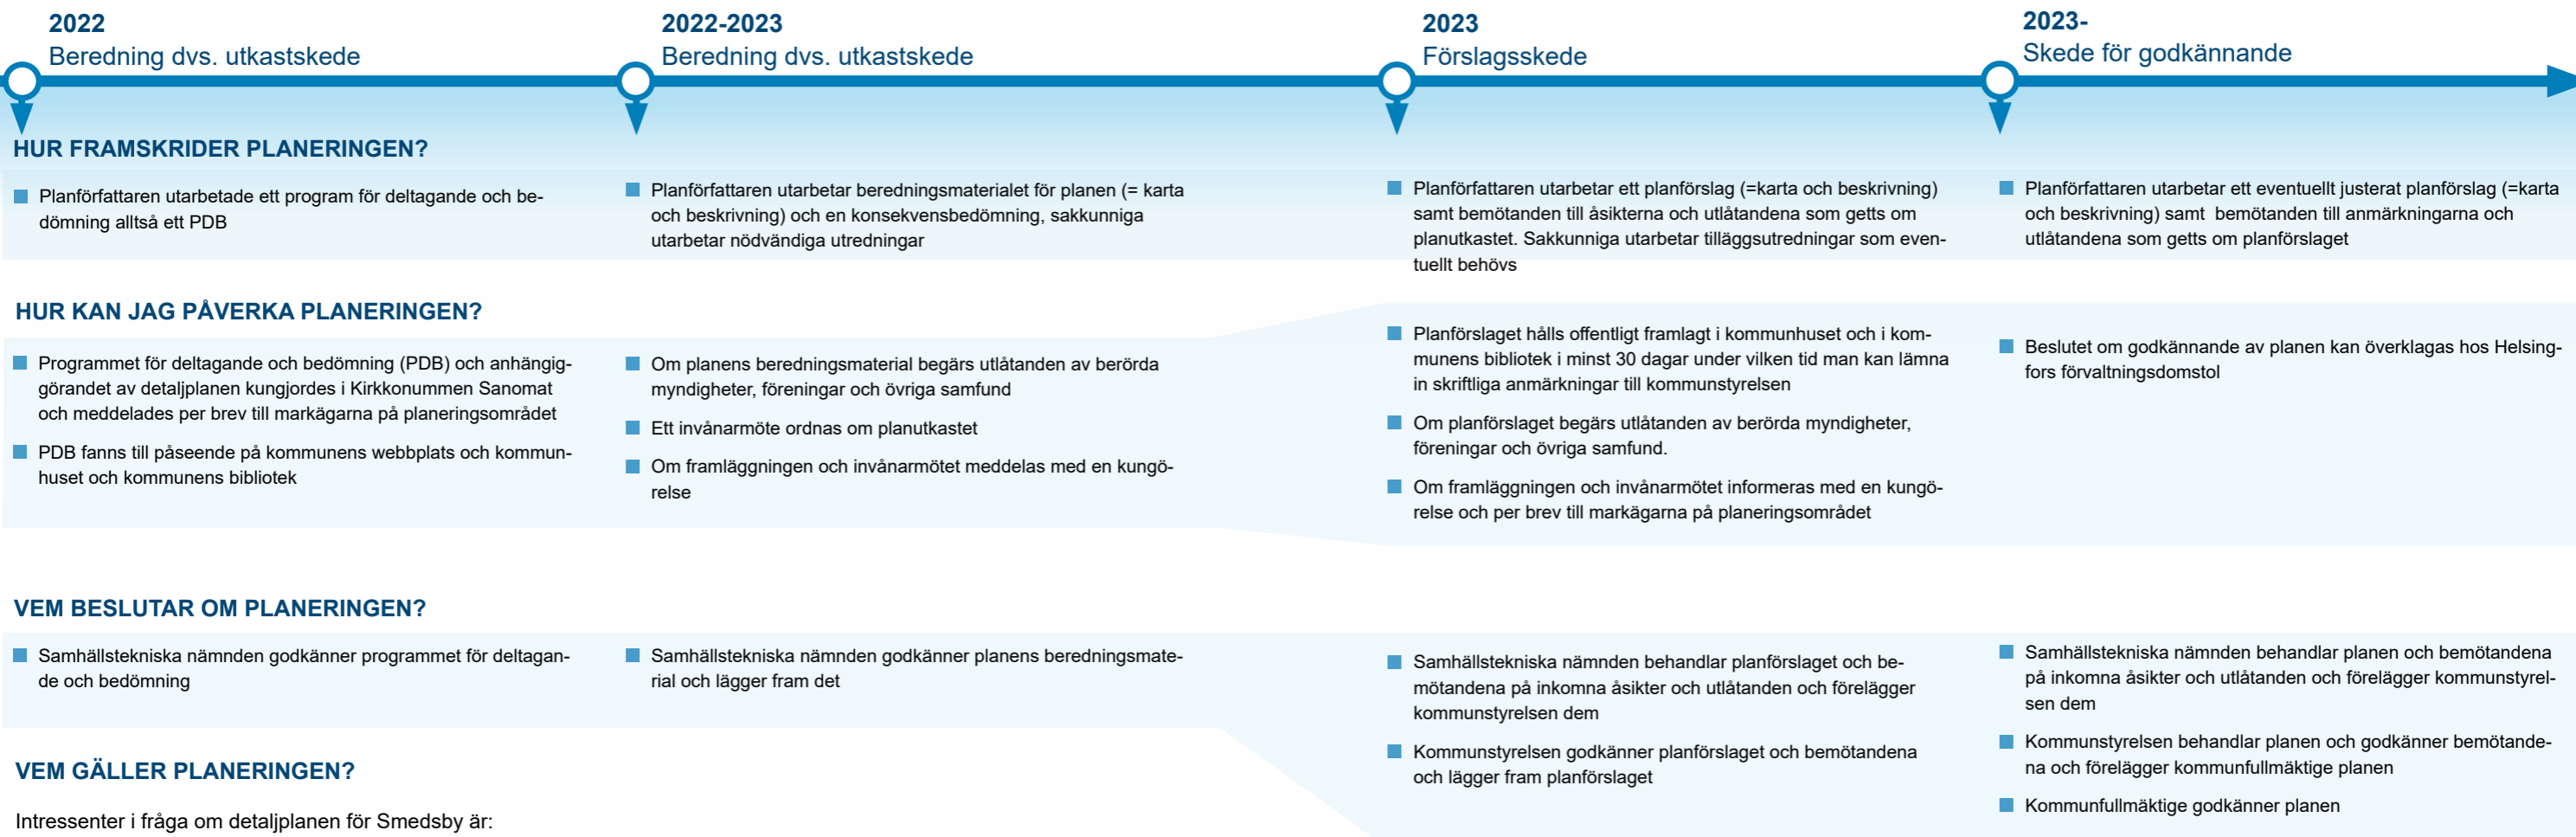 2022
Beredning dvs. utkastskede
2022-2023
Beredning dvs. utkastskede
2023
Förslagsskede
2023-
Skede för godkännande
HUR FRAMSKRIDER PLANERINGEN?
Planförfattaren utarbetade ett program för deltagande och be-
dömning alltså ett PDB
Planförfattaren utarbetar beredningsmaterialet för planen (= karta
och beskrivning) och en konsekvensbedömning, sakkunniga
utarbetar nödvändiga utredningar
Planförfattaren utarbetar ett planförslag (=karta och beskrivning)
samt bemötanden till åsikterna och utlåtandena som getts om
planutkastet. Sakkunniga utarbetar tilläggsutredningar som even-
tuellt behövs
Planförfattaren utarbetar ett eventuellt justerat planförslag (=karta
och beskrivning) samt  bemötanden till anmärkningarna och
utlåtandena som getts om planförslaget
HUR KAN JAG PÅVERKA PLANERINGEN?
Programmet för deltagande och bedömning (PDB) och anhängig-
görandet av detaljplanen kungjordes i Kirkkonummen Sanomat
och meddelades per brev till markägarna på planeringsområdet
PDB fanns till påseende på kommunens webbplats och kommun-
huset och kommunens bibliotek
Om planens beredningsmaterial begärs utlåtanden av berörda
myndigheter, föreningar och övriga samfund
Ett invånarmöte ordnas om planutkastet
Om framläggningen och invånarmötet meddelas med en kungö-
relse
Planförslaget hålls offentligt framlagt i kommunhuset och i kom-
munens bibliotek i minst 30 dagar under vilken tid man kan lämna
in skriftliga anmärkningar till kommunstyrelsen
Om planförslaget begärs utlåtanden av berörda myndigheter,
föreningar och övriga samfund.
Om framläggningen och invånarmötet informeras med en kungö-
relse och per brev till markägarna på planeringsområdet
Beslutet om godkännande av planen kan överklagas hos Helsing-
fors förvaltningsdomstol
VEM BESLUTAR OM PLANERINGEN?
Samhällstekniska nämnden godkänner programmet för deltagan-
de och bedömning
Samhällstekniska nämnden godkänner planens beredningsmate-
rial och lägger fram det
Samhällstekniska nämnden behandlar planförslaget och be-
mötandena på inkomna åsikter och utlåtanden och förelägger
kommunstyrelsen dem
Kommunstyrelsen godkänner planförslaget och bemötandena
och lägger fram planförslaget
Samhällstekniska nämnden behandlar planen och bemötandena
på inkomna åsikter och utlåtanden och förelägger kommunstyrel-
sen dem
Kommunstyrelsen behandlar planen och godkänner bemötande-
na och förelägger kommunfullmäktige planen
Kommunfullmäktige godkänner planen
VEM GÄLLER PLANERINGEN?
Intressenter i fråga om detaljplanen för Smedsby är: